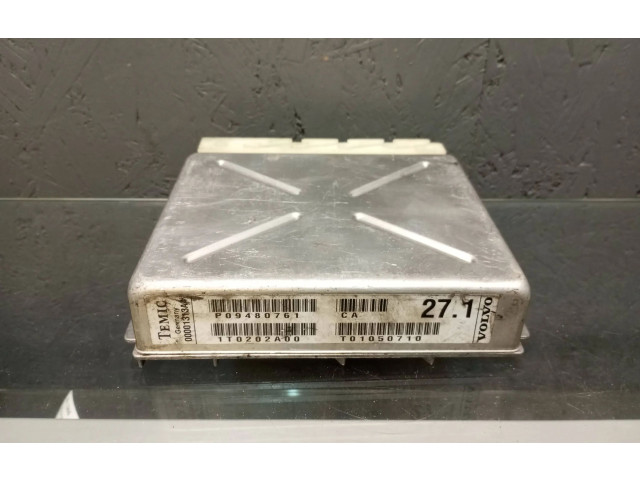 TEMIC
Germany
P09480761
CA
27.1
VOLVO
1T0202A00
T01050710